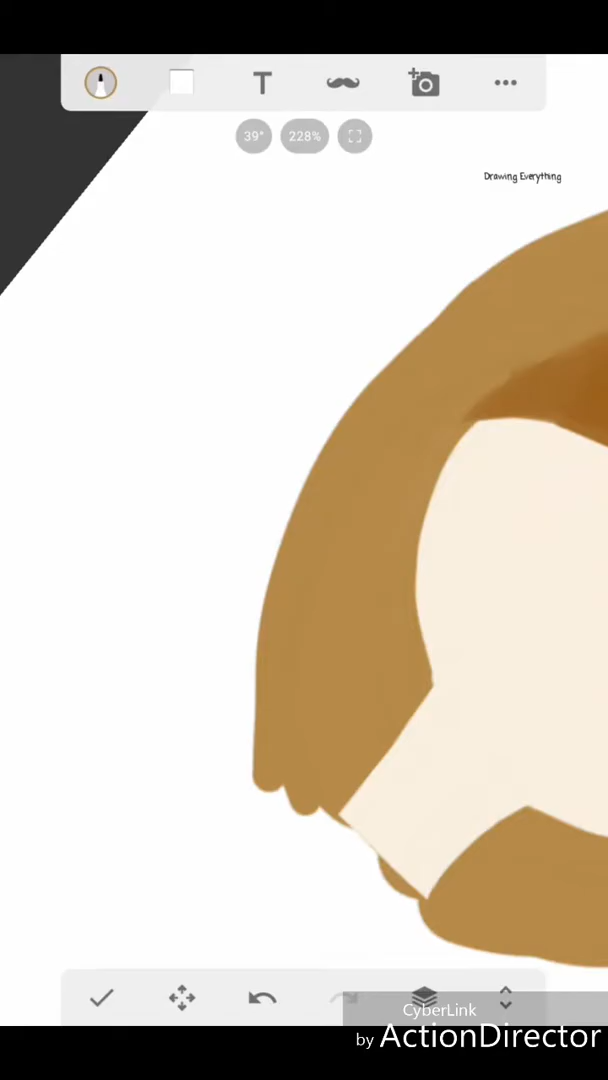 T
39°
228%
Drawing Everything
CyberLink
by ActionDirector